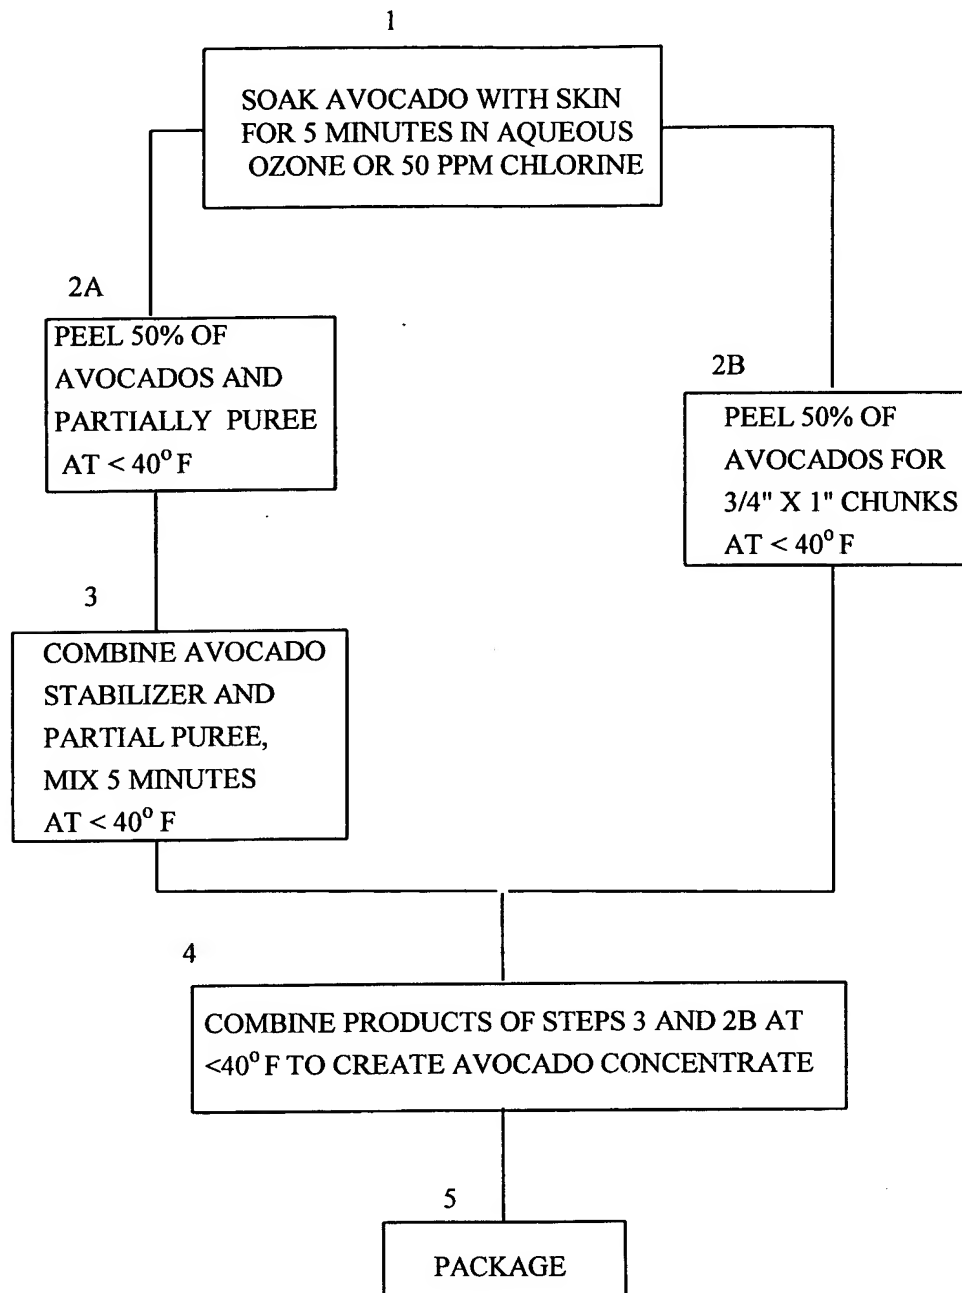 1
SOAK AVOCADO WITH SKIN
FOR 5 MINUTES IN AQUEOUS
OZONE OR 50 PPM CHLORINE
2A
PEEL 50% OF
AVOCADOS AND
PARTIALLY PUREE
AT < 40° F
2B
PEEL 50% OF
AVOCADOS FOR
3/4" X 1" CHUNKS
AT < 40° F
3
COMBINE AVOCADO
STABILIZER AND
PARTIAL PUREE,
MIX 5 MINUTES
AT < 40° F
4
COMBINE PRODUCTS OF STEPS 3 AND 2B AT
<40° F TO CREATE AVOCADO CONCENTRATE
5
PACKAGE